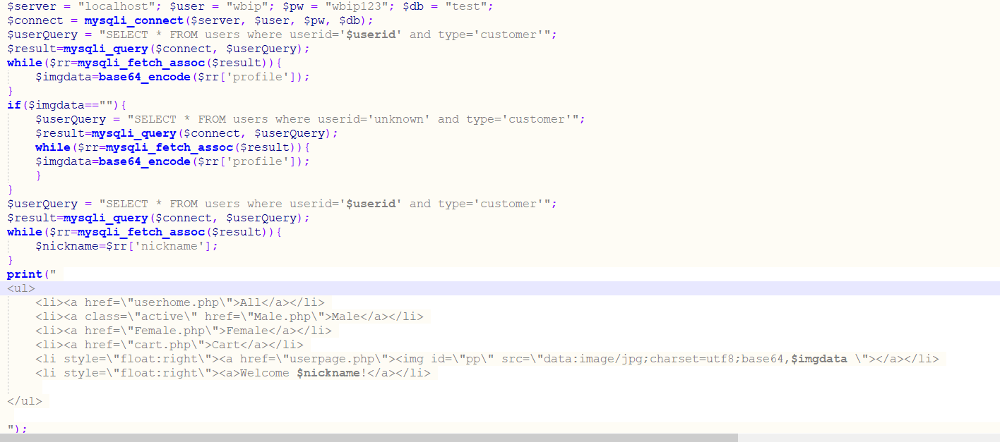 $server = "localhost"; $user = "wbip"; $pw = "wbip123"; $db = "test";
$connect = mysqli_connect($server, $user, $pw, $db);
$userQuery = "SELECT * FROM users where userid='$userid' and type='customer'";
$result=mysqli_query($connect, $userQuery);
while($rr=mysqli_fetch_assoc($result)){
    $imgdata=base64_encode($rr['profile']);
}
if($imgdata==""){
    $userQuery = "SELECT * FROM users where userid='unknown' and type='customer'";
    $result=mysqli_query($connect, $userQuery);
    while($rr=mysqli_fetch_assoc($result)){
    $imgdata=base64_encode($rr['profile']);
    }
}
$userQuery = "SELECT * FROM users where userid='$userid' and type='customer'";
$result=mysqli_query($connect, $userQuery);
while($rr=mysqli_fetch_assoc($result)){
    $nickname=$rr['nickname'];
}
print("
<ul>
    <li><a href=\"userhome.php\">All</a></li>
    <li><a class=\"active\" href=\"Male.php\">Male</a></li>
    <li><a href=\"Female.php\">Female</a></li>
    <li><a href=\"cart.php\">Cart</a></li>
    <li style=\"float:right\"><a href=\"userpage.php\"><img id=\"pp\" src=\"data:image/jpg;charset=utf8;base64,$imgdata \"></a></li>
    <li style=\"float:right\"><a>Welcome $nickname!</a></li>
</ul>
");